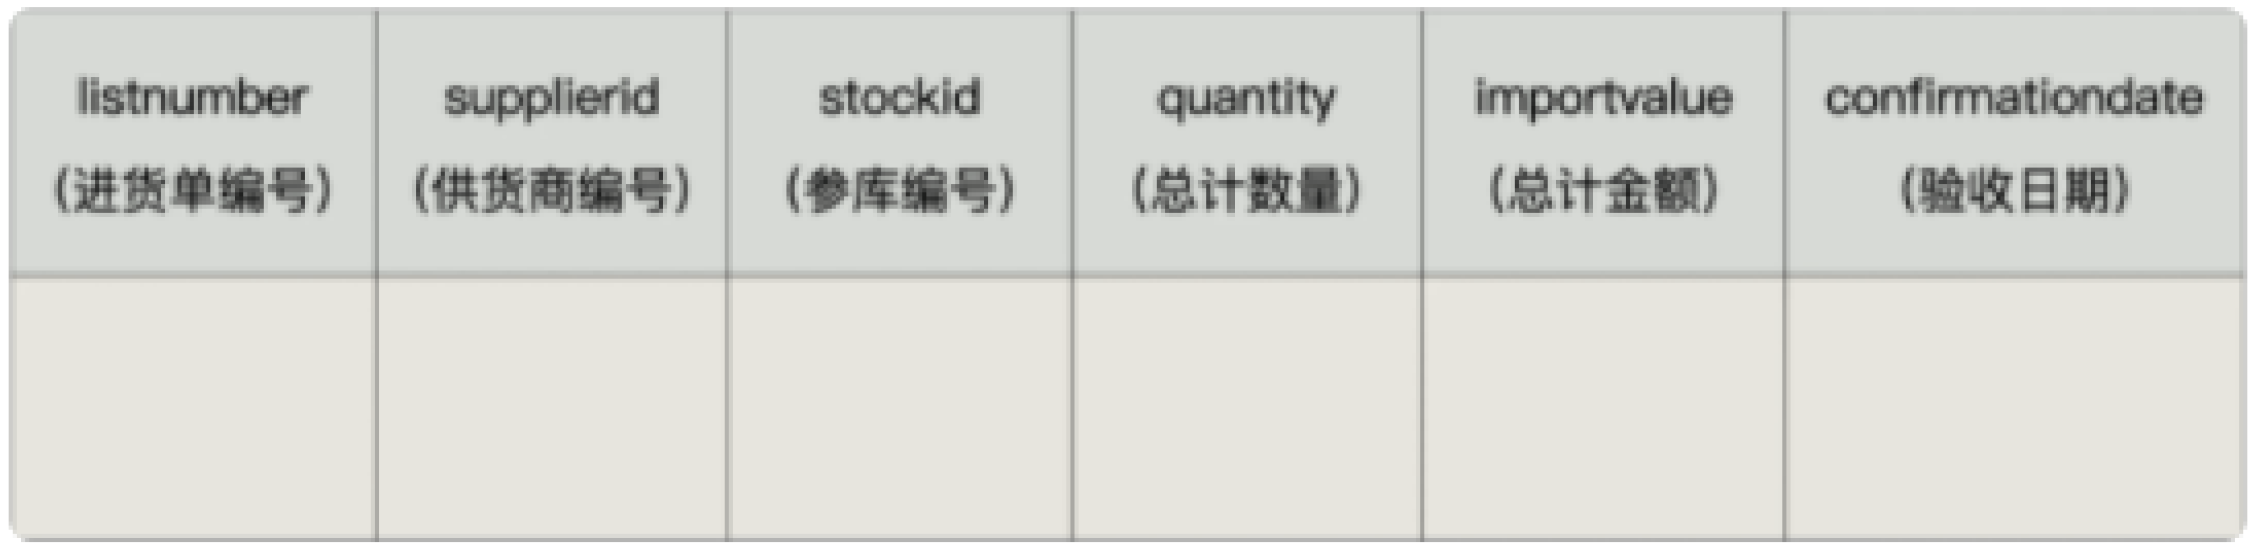 listnumber
(进货单编号)
supplierid
(供货商编号)
stockid
(参库编号)
quantity
(总计数量)
importvalue
(总计金额)
confirmationdate
(验收日期)